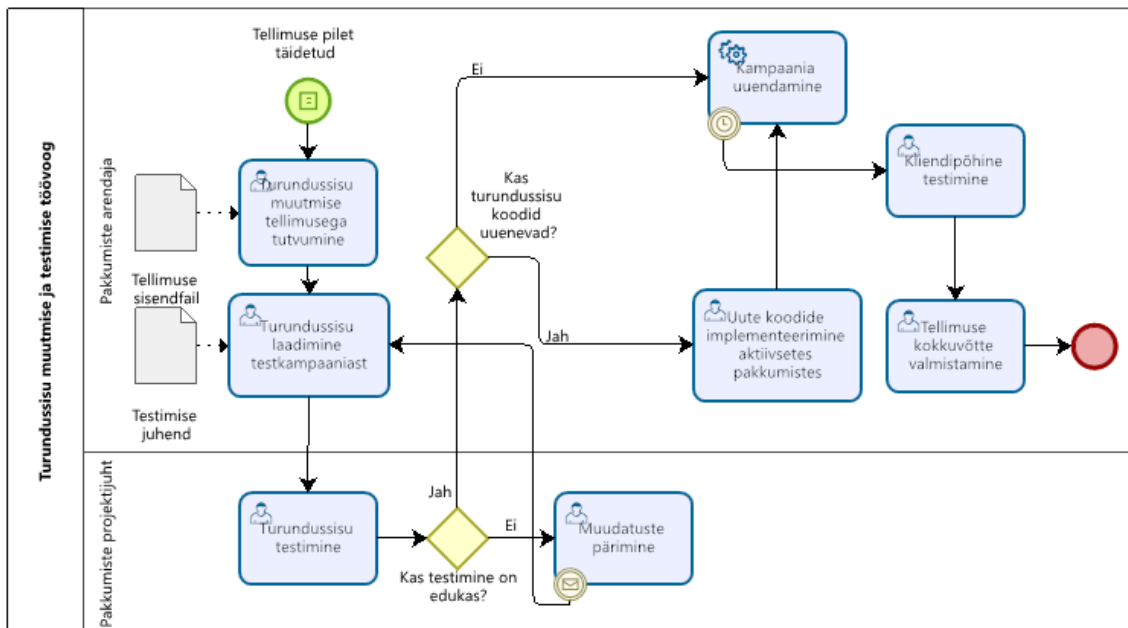 Turundussisu muutmise ja testimise töövoog
Pakkumiste arendaja
Tellimuse pilet
täidetud
Turundussisu
muutmise
tellimusega
tutvumine
Tellimuse
sisendfail
Turundussisu
laadimine
testkampaaniast
Testimise
juhend
Kas
turundussisu
koodid
uuenevad?
Ei
Jah
Kampaania
uuendamine
Uute koodide
implementeerimine
aktiivsetes
pakkumistes
Kliendipõhine
testimine
Tellimuse
kokkuvõtte
valmistamine
Pakkumiste projektijuht
Turundussisu
testimine
Jah
Ei
Kas testimine on
edukas?
Muudatuste
pärimine